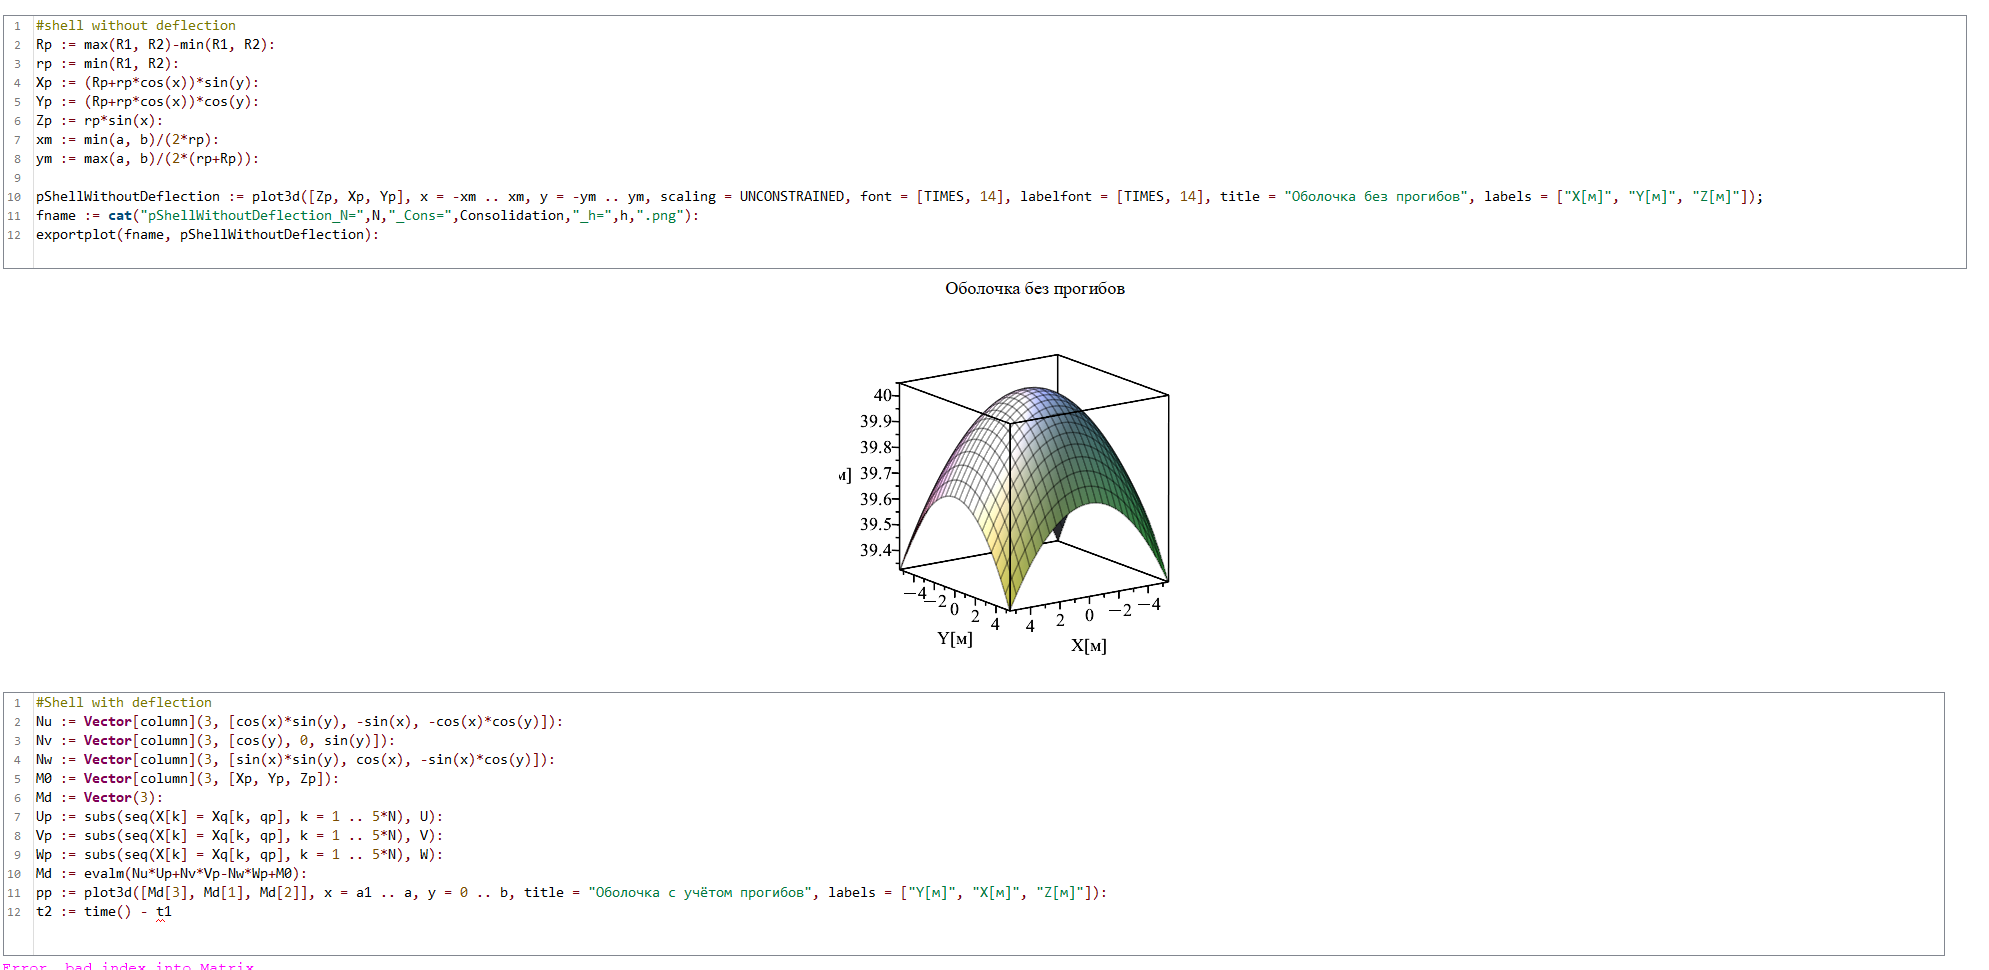 1 #shell without deflection
2 Rp := max(R1, R2)-min(R1, R2):
3 rp := min(R1, R2):
4 Xp := (Rp+rp*cos(x))*sin(y):
5 Yp := (Rp+rp*cos(x))*cos(y):
6 Zp := rp*sin(x):
7 xm := min(a, b)/(2*rp):
8 ym := max(a, b)/(2*(rp+Rp)):
9
10 pShellWithoutDeflection := plot3d([Zp, Xp, Yp], x = -xm .. xm, y = -ym .. ym, scaling = UNCONSTRAINED, font = [TIMES, 14], labelfont = [TIMES, 14], title = "Оболочка без прогибов", labels = ["X[м]", "Y[м]", "Z[м]"]);
11 fname := cat("pShellWithoutDeflection_N=",N,"_Cons=",Consolidation,"_h=",h,".png"):
12 exportplot(fname, pShellWithoutDeflection):
Оболочка без прогибов
40
39.9
39.8
м] 39.7
39.6
39.5
39.4
−4 −2 0 2 4
4 2 0 −2 −4
Y[м]
X[м]
1 #Shell with deflection
2 Nu := Vector[column](3, [cos(x)*sin(y), -sin(x), -cos(x)*cos(y)]):
3 Nv := Vector[column](3, [cos(y), 0, sin(y)]):
4 Nw := Vector[column](3, [sin(x)*sin(y), cos(x), -sin(x)*cos(y)]):
5 M0 := Vector[column](3, [Xp, Yp, Zp]):
6 Md := Vector(3):
7 Up := subs(seq(X[k] = Xq[k, qp], k = 1 .. 5*N), U):
8 Vp := subs(seq(X[k] = Xq[k, qp], k = 1 .. 5*N), V):
9 Wp := subs(seq(X[k] = Xq[k, qp], k = 1 .. 5*N), W):
10 Md := evalm(Nu*Up+Nv*Vp-Nw*Wp+M0):
11 pp := plot3d([Md[3], Md[1], Md[2]], x = a1 .. a, y = 0 .. b, title = "Оболочка с учётом прогибов", labels = ["Y[м]", "X[м]", "Z[м]"]):
12 t2 := time() - t1
Error, bad index into Matrix